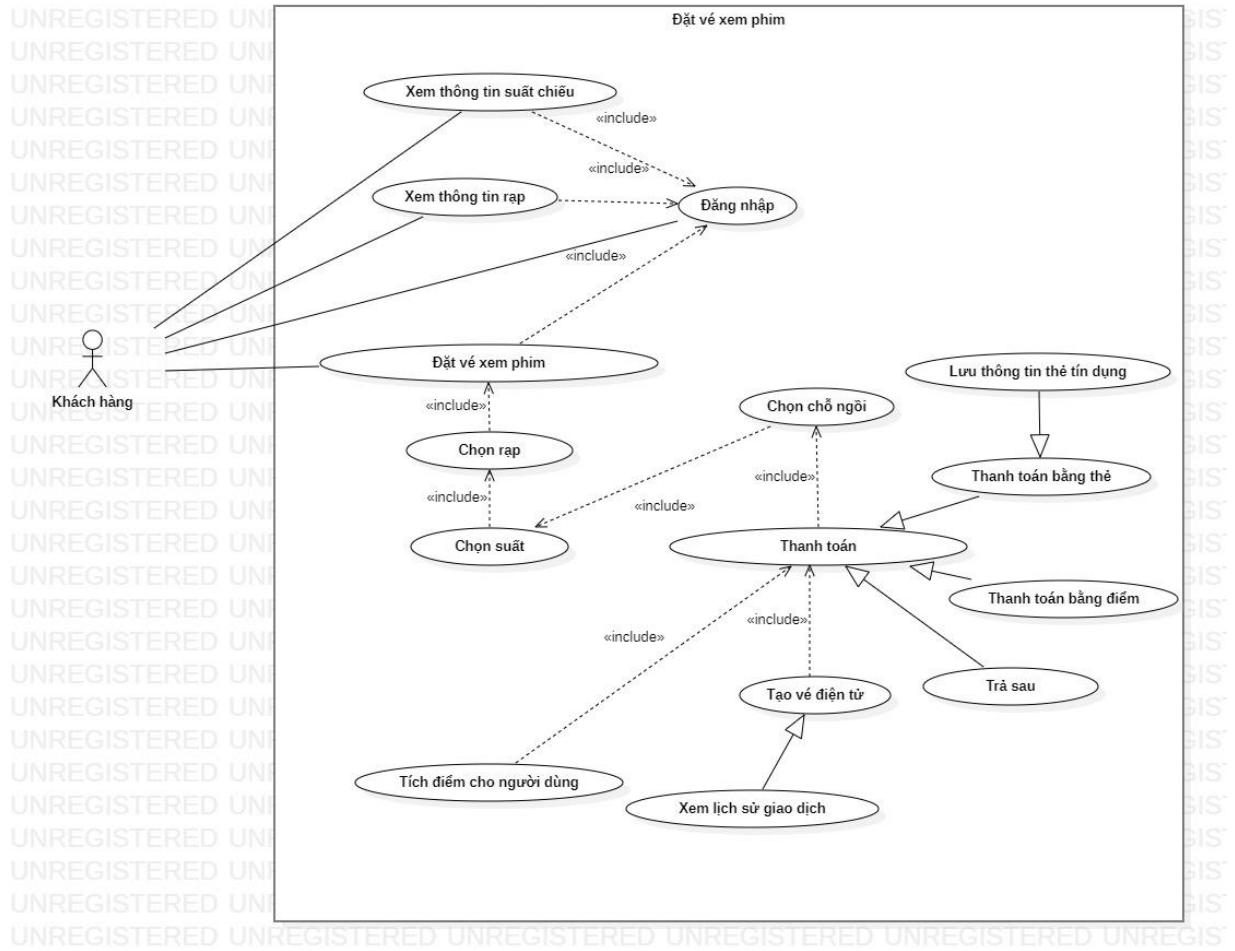 Đặt vé xem phim
Xem thông tin suất chiếu
«include»
«include»
Xem thông tin rạp
Đăng nhập
«include»
Đặt vé xem phim
Lưu thông tin thẻ tín dụng
Khách hàng
«include»
Chọn chỗ ngồi
Chọn rạp
Thanh toán bằng thẻ
«include»
«include»
«include»
Chọn suất
Thanh toán
Thanh toán bằng điểm
«include»
«include»
Tạo vé điện tử
Trả sau
Tích điểm cho người dùng
Xem lịch sử giao dịch
UNREGISTERED UNREGISTERED UNREGISTERED UNREGISTERED UNREGISTERED